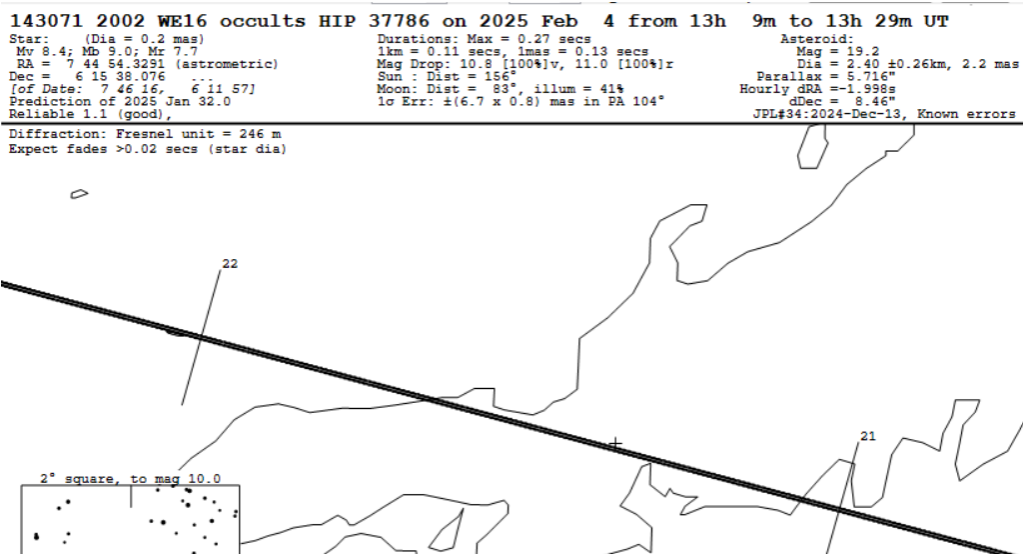 143071 2002 WE16 occults HIP 37786 on 2025 Feb 4 from 13h 9m to 13h 29m UT
Star: (Dia = 0.2 mas)
Mv 8.4; Mb 9.0; Mr 7.7
RA = 7 44 54.3291 (astrometric)
Dec = 6 15 38.076 ...
[of Date: 7 46 16, 6 11 57]
Prediction of 2025 Jan 32.0
Reliable 1.1 (good),
Durations: Max = 0.27 secs
1km = 0.11 secs, 1mas = 0.13 secs
Mag Drop: 10.8 [100%]v, 11.0 [100%]r
Sun : Dist = 156°
Moon: Dist = 83°, illum = 41%
1σ Err: ±(6.7 x 0.8) mas in PA 104°
Asteroid:
Mag = 19.2
Dia = 2.40 ±0.26km, 2.2 mas
Parallax = 5.716"
Hourly dRA =-1.998s
dDec = 8.46"
JPL#34:2024-Dec-13, Known errors
Diffraction: Fresnel unit = 246 m
Expect fades >0.02 secs (star dia)
22
21
2° square, to mag 10.0